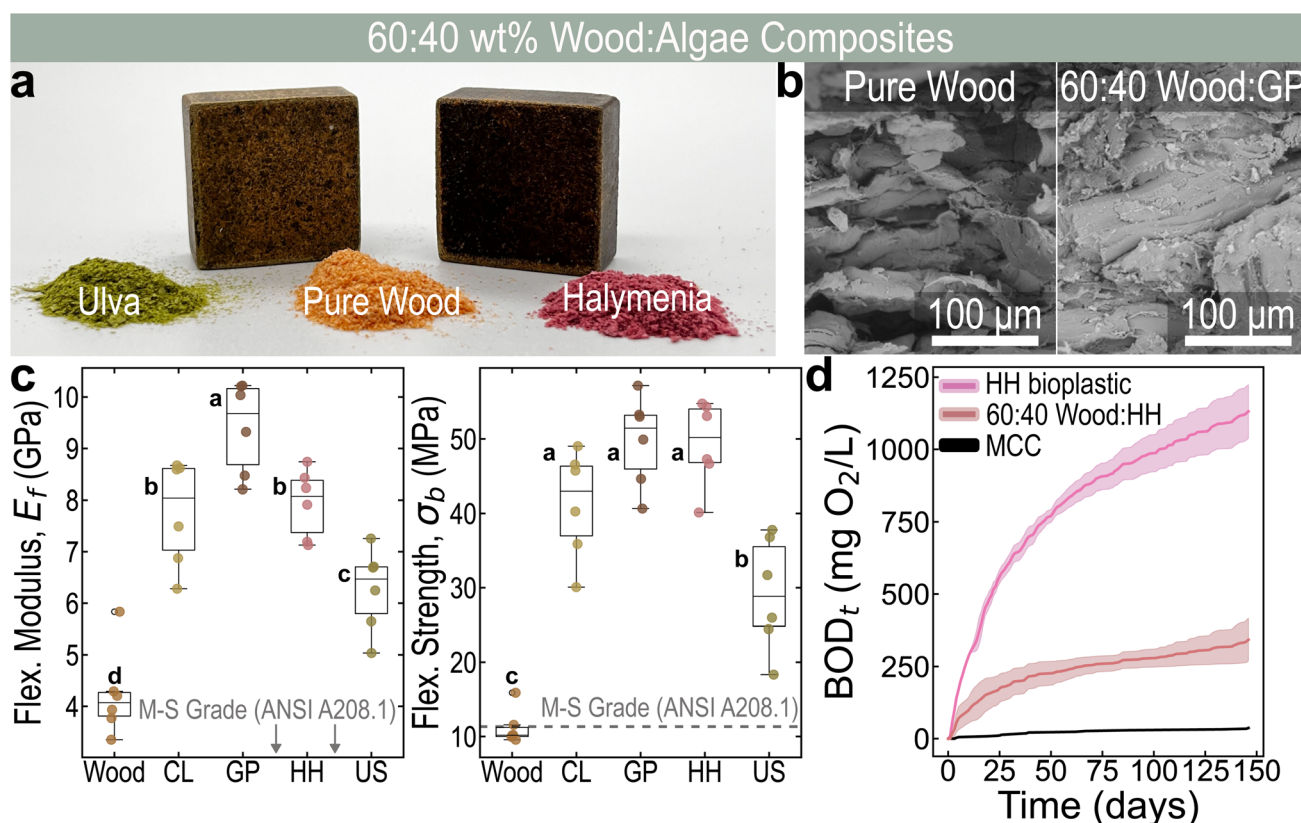 60:40 wt% Wood:Algae Composites
a
Ulva
Pure Wood
Halymenia
b
Pure Wood
100 µm
60:40 Wood:GP
100 µm
c
Flex. Modulus, E_f (GPa)
10
9
8
7
6
5
4
d
b
a
b
c
M-S Grade (ANSI A208.1)
Wood CL GP HH US
Flex. Strength, σ_b (MPa)
50
40
30
20
10
c
a
a
a
b
M-S Grade (ANSI A208.1)
Wood CL GP HH US
d
BOD_t (mg O₂/L)
1250
1000
750
500
250
0
HH bioplastic
60:40 Wood:HH
MCC
0 25 50 75 100 125 150
Time (days)